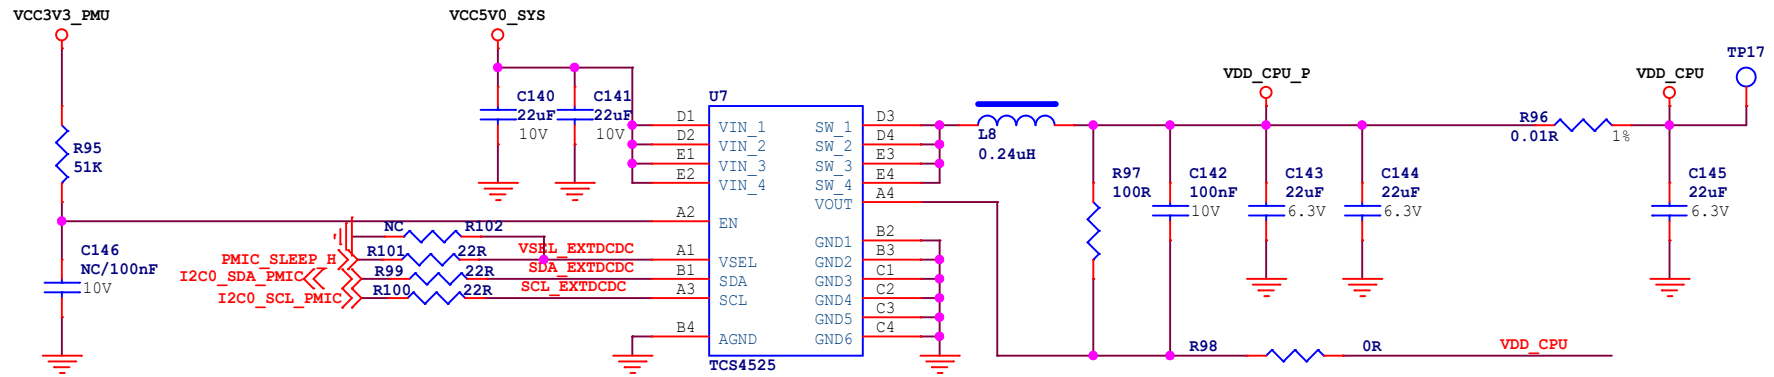 VCC3V3_PMU
VCC5V0_SYS
TP17
VDD_CPU_P
VDD_CPU
C140
22uF
10V
C141
22uF
10V
U7
R95
51K
D1
D2
E1
E2
VIN_1
VIN_2
VIN_3
VIN_4
SW_1
SW_2
SW_3
SW_4
VOUT
D3
D4
E3
E4
A4
L8
0.24uH
R96
0.01R
1%
R97
100R
C142
100nF
10V
C143
22uF
6.3V
C144
22uF
6.3V
C145
22uF
6.3V
A2
EN
NC
R102
C146
NC/100nF
10V
PMIC_SLEEP_H
R101
22R
VSEL_EXTDCDC
A1
VSEL
I2C0_SDA_PMIC
R99
22R
SDA_EXTDCDC
B1
SDA
I2C0_SCL_PMIC
R100
22R
SCL_EXTDCDC
A3
SCL
B4
AGND
GND1
GND2
GND3
GND4
GND5
GND6
B2
B3
C1
C2
C3
C4
TCS4525
R98
0R
VDD_CPU